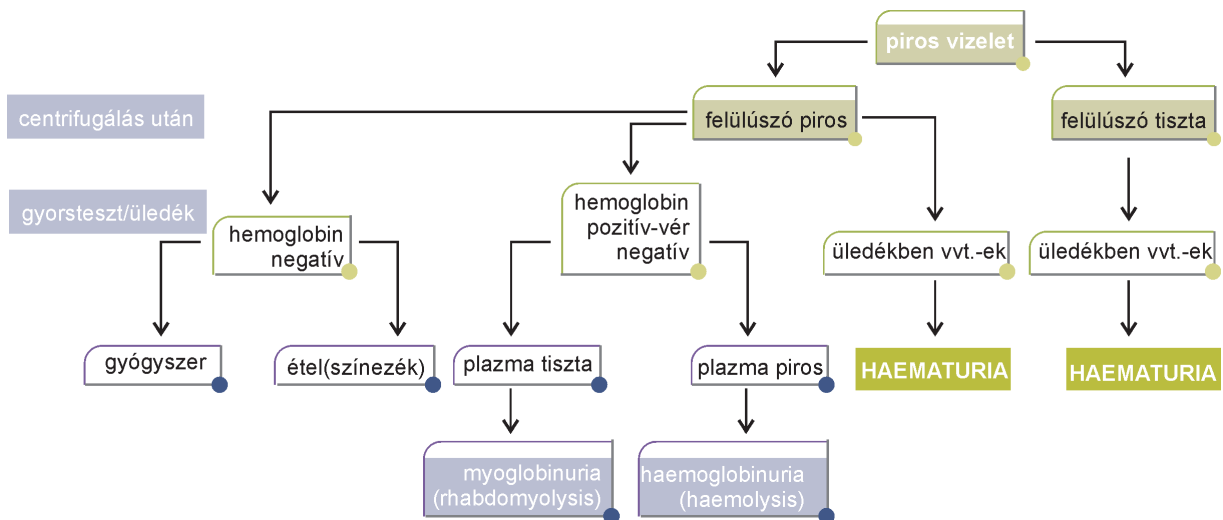 piros vizelet
centrifugálás után
felülúszó piros
felülúszó tiszta
gyorsteszt/üledék
hemoglobin
negatív
hemoglobin
pozitív-vér
negatív
üledékben vvt.-ek
üledékben vvt.-ek
gyógyszer
étel(színezék)
plazma tiszta
plazma piros
HAEMATURIA
HAEMATURIA
myoglobinuria
(rhabdomyolysis)
haemoglobinuria
(haemolysis)